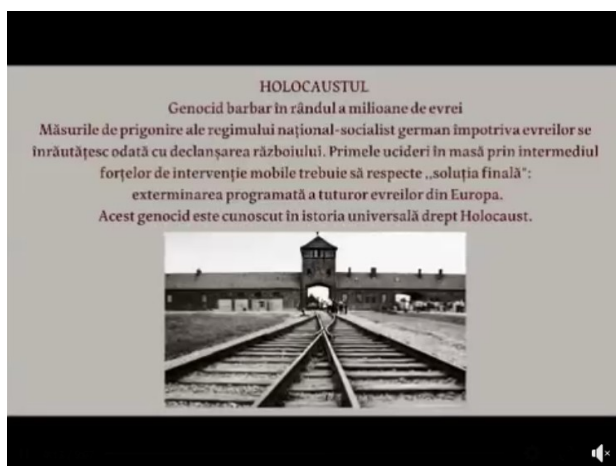 HOLOCAUSTUL
Genocid barbar în rândul a milioane de evrei
Măsurile de prigonire ale regimului național-socialist german împotriva evreilor se
înrăutățesc odată cu declanșarea războiului. Primele ucideri în masă prin intermediul
forțelor de intervenție mobile trebuie să respecte ,,soluția finală":
exterminarea programată a tuturor evreilor din Europa.
Acest genocid este cunoscut în istoria universală drept Holocaust.